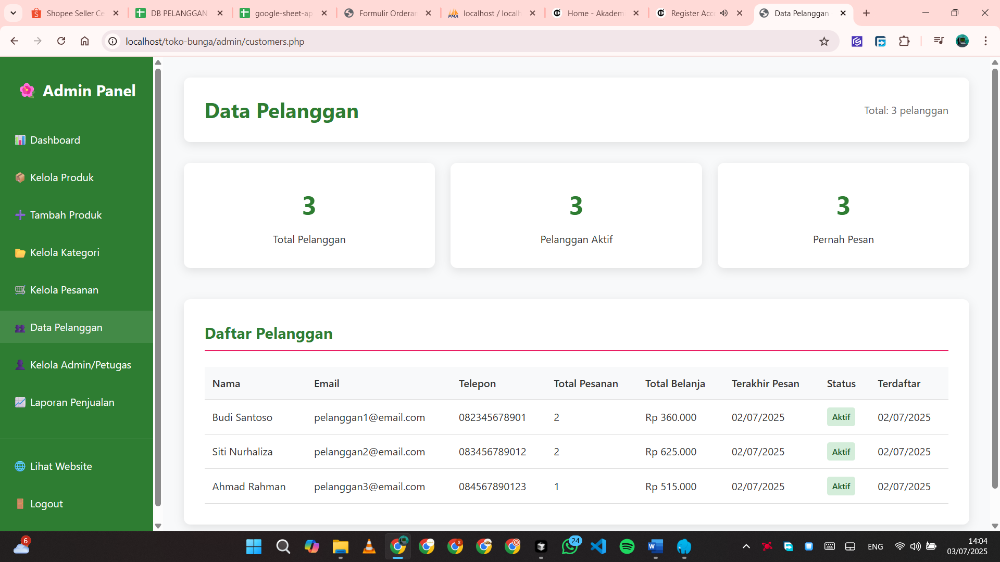 Shopee Seller Ce
DB PELANGGAN
google-sheet-ap
Formulir Orderan
localhost / localh
Home - Akadem
Register Acc
Data Pelanggan
localhost/toko-bunga/admin/customers.php
Admin Panel
Dashboard
Kelola Produk
Tambah Produk
Kelola Kategori
Kelola Pesanan
Data Pelanggan
Kelola Admin/Petugas
Laporan Penjualan
Lihat Website
Logout
Data Pelanggan
Total: 3 pelanggan
3
Total Pelanggan
3
Pelanggan Aktif
3
Pernah Pesan
Daftar Pelanggan
Nama Email Telepon Total Pesanan Total Belanja Terakhir Pesan Status Terdaftar
Budi Santoso pelanggan1@email.com 082345678901 2 Rp 360.000 02/07/2025 Aktif 02/07/2025
Siti Nurhaliza pelanggan2@email.com 083456789012 2 Rp 625.000 02/07/2025 Aktif 02/07/2025
Ahmad Rahman pelanggan3@email.com 084567890123 1 Rp 515.000 02/07/2025 Aktif 02/07/2025
6
24
ENG
14:04
03/07/2025